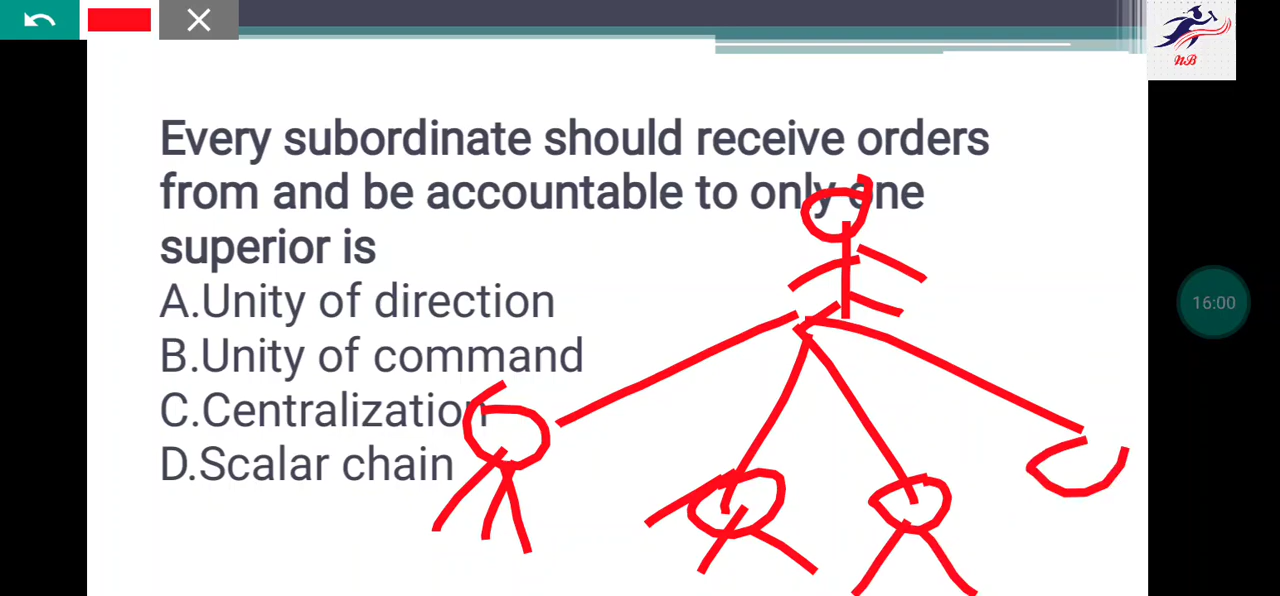 Every subordinate should receive orders
from and be accountable to only one
superior is
A.Unity of direction
B.Unity of command
C.Centralization
D.Scalar chain
NB
16:00